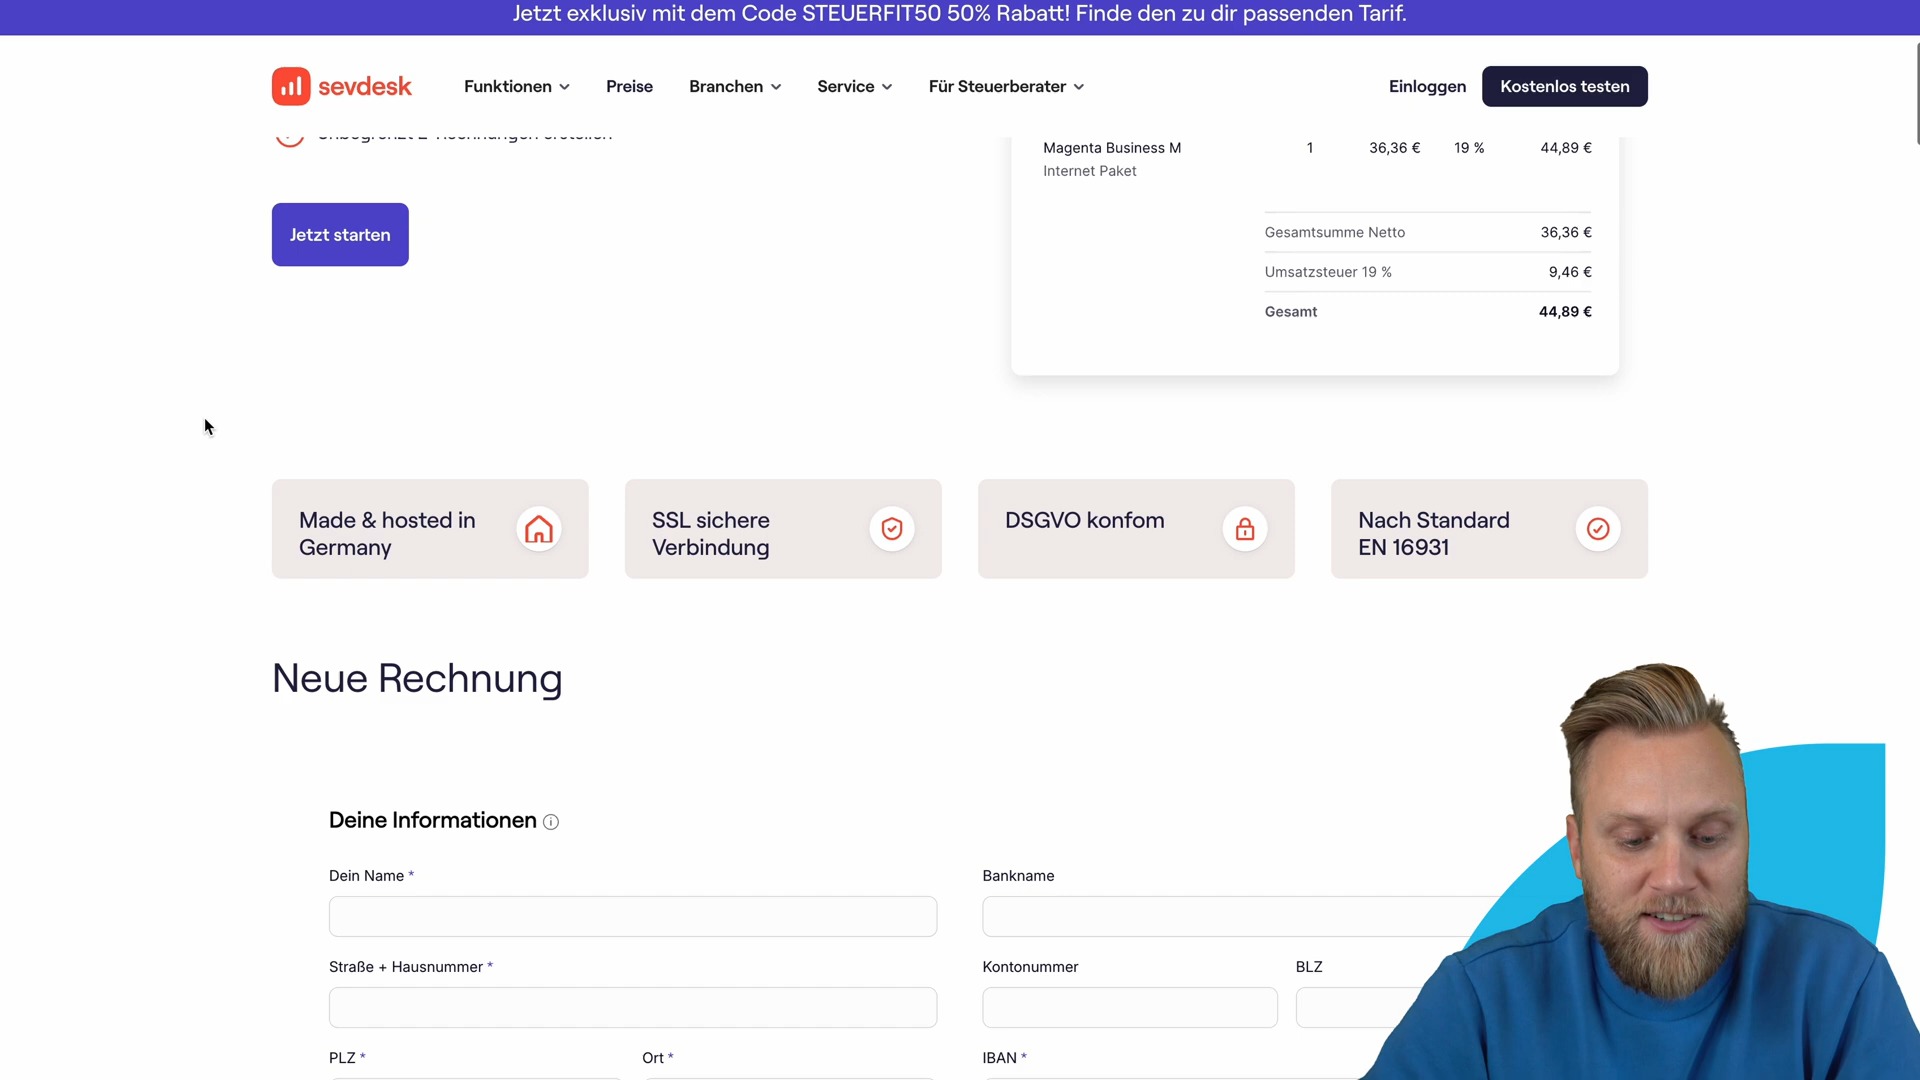 Jetzt exklusiv mit dem Code STEUERFIT50 50% Rabatt! Finde den zu dir passenden Tarif.
sevdesk
Funktionen
Preise
Branchen
Service
Für Steuerberater
Einloggen
Kostenlos testen
Magenta Business M 1 36,36 € 19 % 44,89 €
Internet Paket
Jetzt starten
Gesamtsumme Netto 36,36 €
Umsatzsteuer 19 % 9,46 €
Gesamt 44,89 €
Made & hosted in
Germany
SSL sichere
Verbindung
DSGVO konfom
Nach Standard
EN 16931
Neue Rechnung
Deine Informationen
Dein Name *
Bankname
Straße + Hausnummer *
Kontonummer
BLZ
PLZ *
Ort *
IBAN *